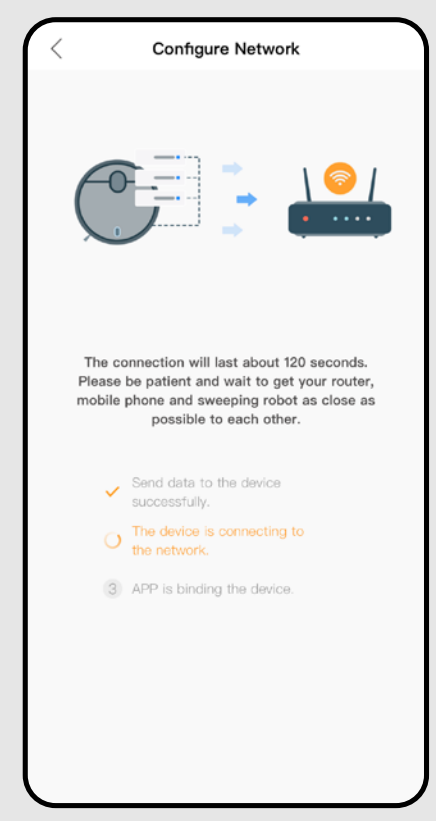 Configure Network
The connection will last about 120 seconds.
Please be patient and wait to get your router,
mobile phone and sweeping robot as close as
possible to each other.
Send data to the device
successfully.
The device is connecting to
the network.
3 APP is binding the device.